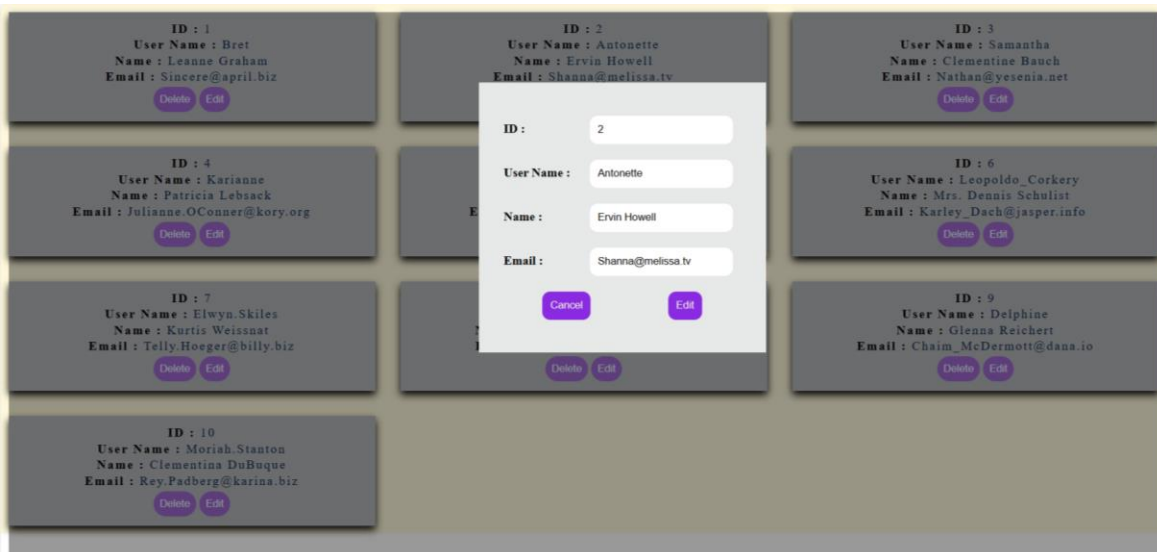 ID : 1
User Name : Bret
Name : Leanne Graham
Email : Sincere@april.biz
Delete Edit
ID : 2
User Name : Antonette
Name : Ervin Howell
Email : Shanna@melissa.tv
ID : 3
User Name : Samantha
Name : Clementine Bauch
Email : Nathan@yesenia.net
Delete Edit
ID : 2
User Name : Antonette
Name : Ervin Howell
Email : Shanna@melissa.tv
Cancel Edit
ID : 4
User Name : Karianne
Name : Patricia Lebsack
Email : Julianne.OConner@kory.org
Delete Edit
ID : 6
User Name : Leopoldo_Corkery
Name : Mrs. Dennis Schulist
Email : Karley_Dach@jasper.info
Delete Edit
ID : 7
User Name : Elwyn.Skiles
Name : Kurtis Weissnat
Email : Telly.Hoeger@billy.biz
Delete Edit
Delete Edit
ID : 9
User Name : Delphine
Name : Glenna Reichert
Email : Chaim_McDermott@dana.io
Delete Edit
ID : 10
User Name : Moriah.Stanton
Name : Clementina DuBuque
Email : Rey.Padberg@karina.biz
Delete Edit